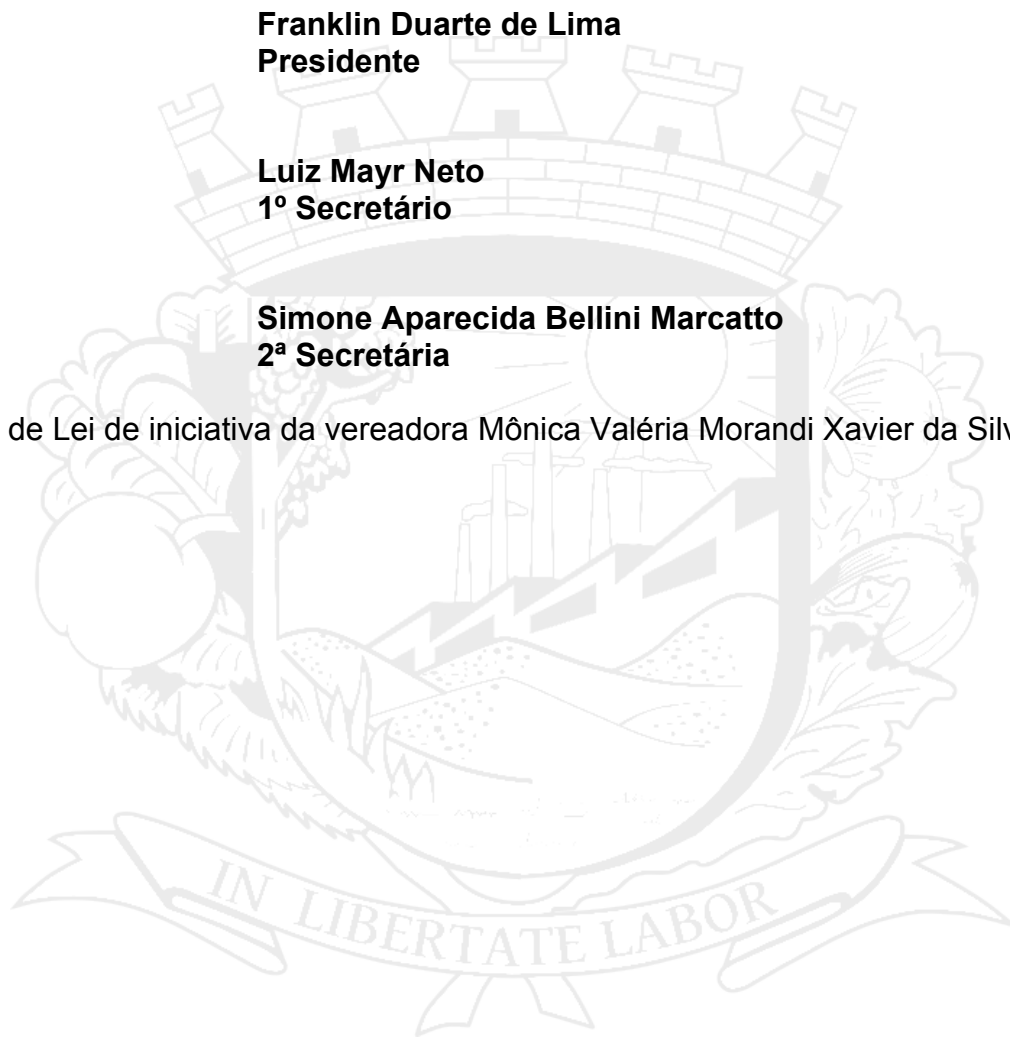 Franklin Duarte de Lima
Presidente
Luiz Mayr Neto
1º Secretário
Simone Aparecida Bellini Marcatto
2ª Secretária
de Lei de iniciativa da vereadora Mônica Valéria Morandi Xavier da
IN LIBERTATE LABOR